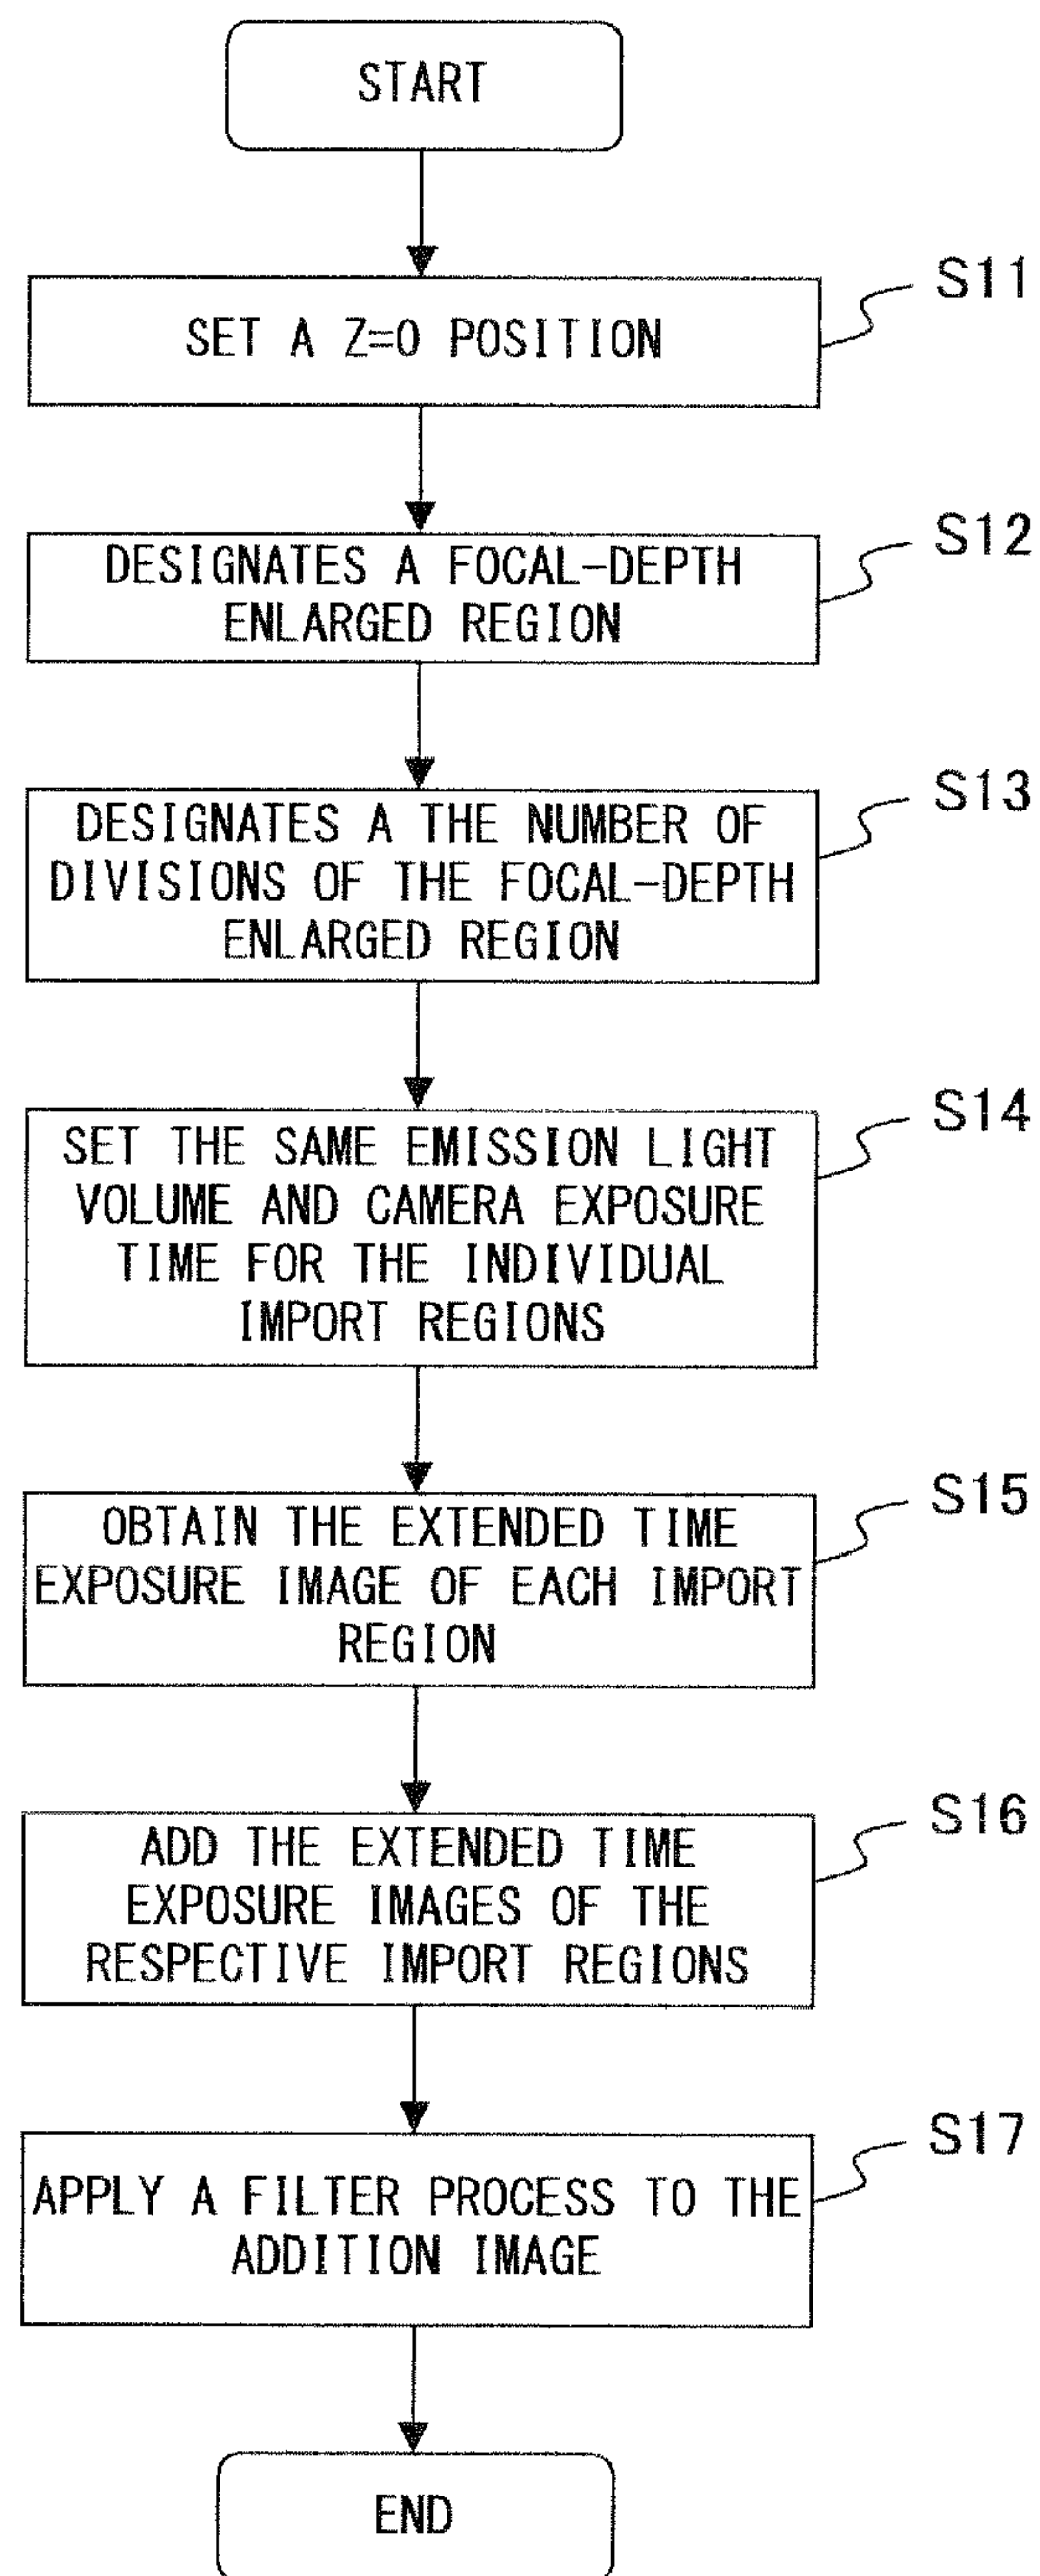 START
S11
SET A Z=0 POSITION
S12
DESIGNATES A FOCAL-DEPTH
ENLARGED REGION
S13
DESIGNATES A THE NUMBER OF
DIVISIONS OF THE FOCAL-DEPTH
ENLARGED REGION
S14
SET THE SAME EMISSION LIGHT
VOLUME AND CAMERA EXPOSURE
TIME FOR THE INDIVIDUAL
IMPORT REGIONS
S15
OBTAIN THE EXTENDED TIME
EXPOSURE IMAGE OF EACH IMPORT
REGION
S16
ADD THE EXTENDED TIME
EXPOSURE IMAGES OF THE
RESPECTIVE IMPORT REGIONS
S17
APPLY A FILTER PROCESS TO THE
ADDITION IMAGE
END